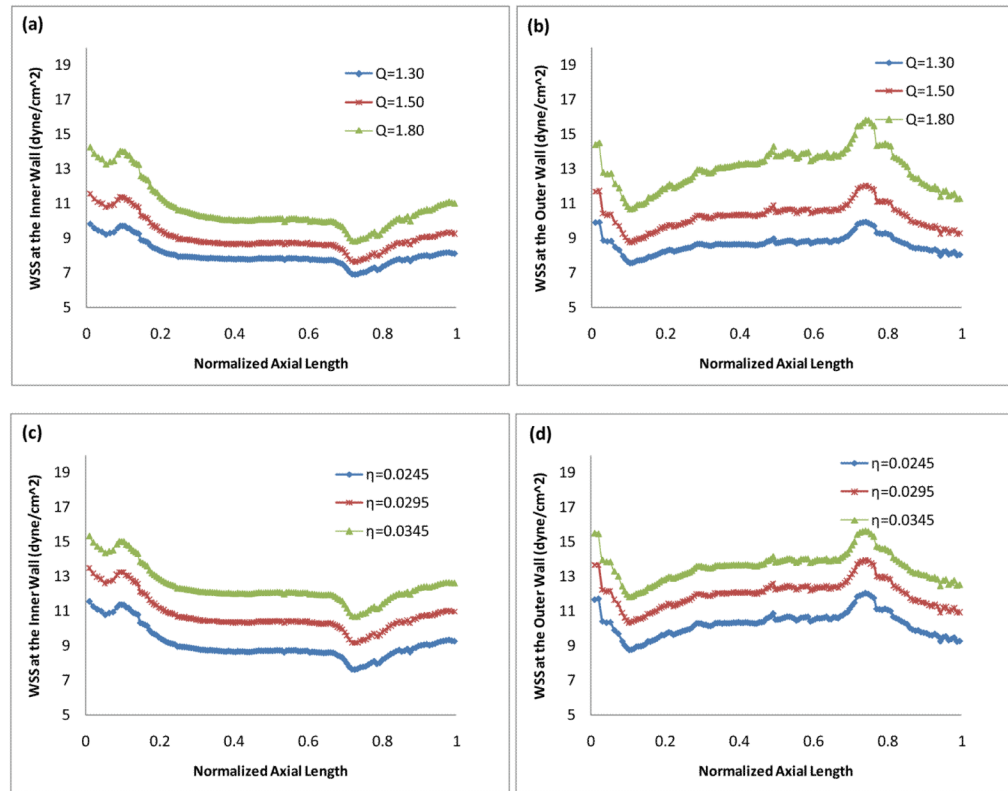 (a)
WSS at the Inner Wall (dyne/cm^2)
19
17
15
13
11
9
7
5
Q=1.30
Q=1.50
Q=1.80
0 0.2 0.4 0.6 0.8 1
Normalized Axial Length
(b)
WSS at the Outer Wall (dyne/cm^2)
19
17
15
13
11
9
7
5
Q=1.30
Q=1.50
Q=1.80
0 0.2 0.4 0.6 0.8 1
Normalized Axial Length
(c)
WSS at the Inner Wall (dyne/cm^2)
19
17
15
13
11
9
7
5
η=0.0245
η=0.0295
η=0.0345
0 0.2 0.4 0.6 0.8 1
Normalized Axial Length
(d)
WSS at the Outer Wall (dyne/cm^2)
19
17
15
13
11
9
7
5
η=0.0245
η=0.0295
η=0.0345
0 0.2 0.4 0.6 0.8 1
Normalized Axial Length